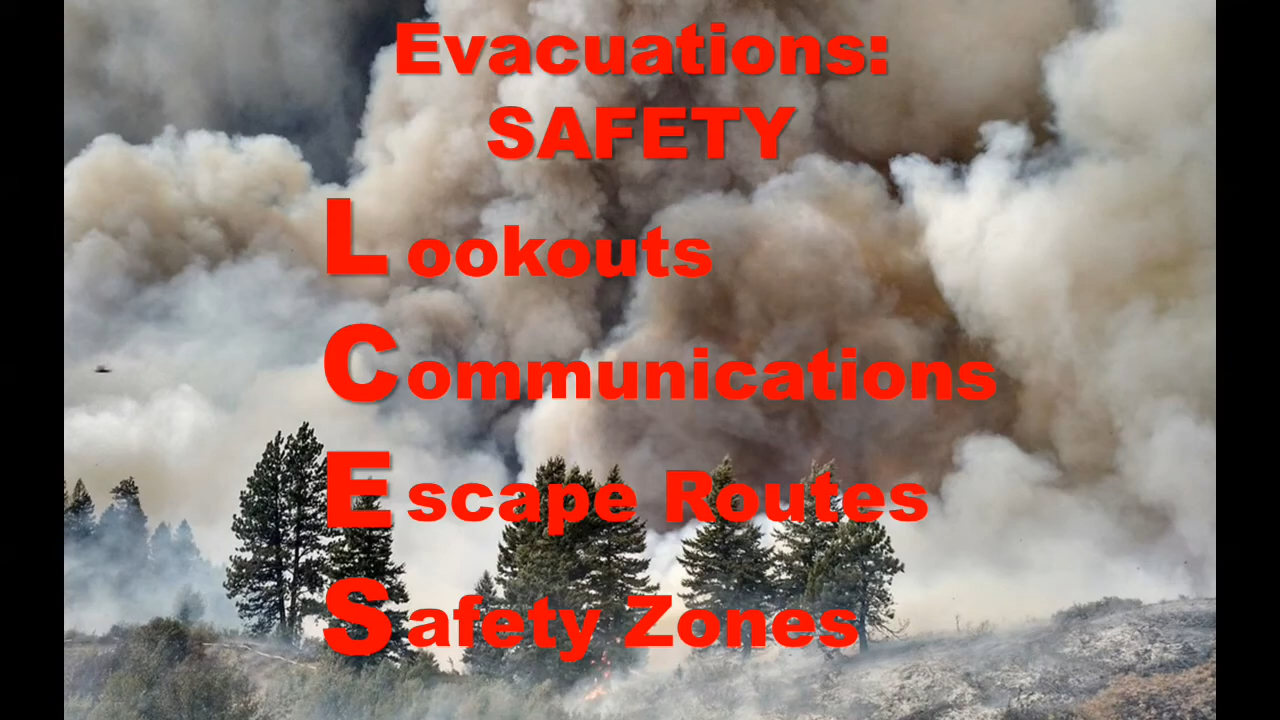 Evacuations:
SAFETY
Lookouts
Communications
Escape Routes
Safety Zones